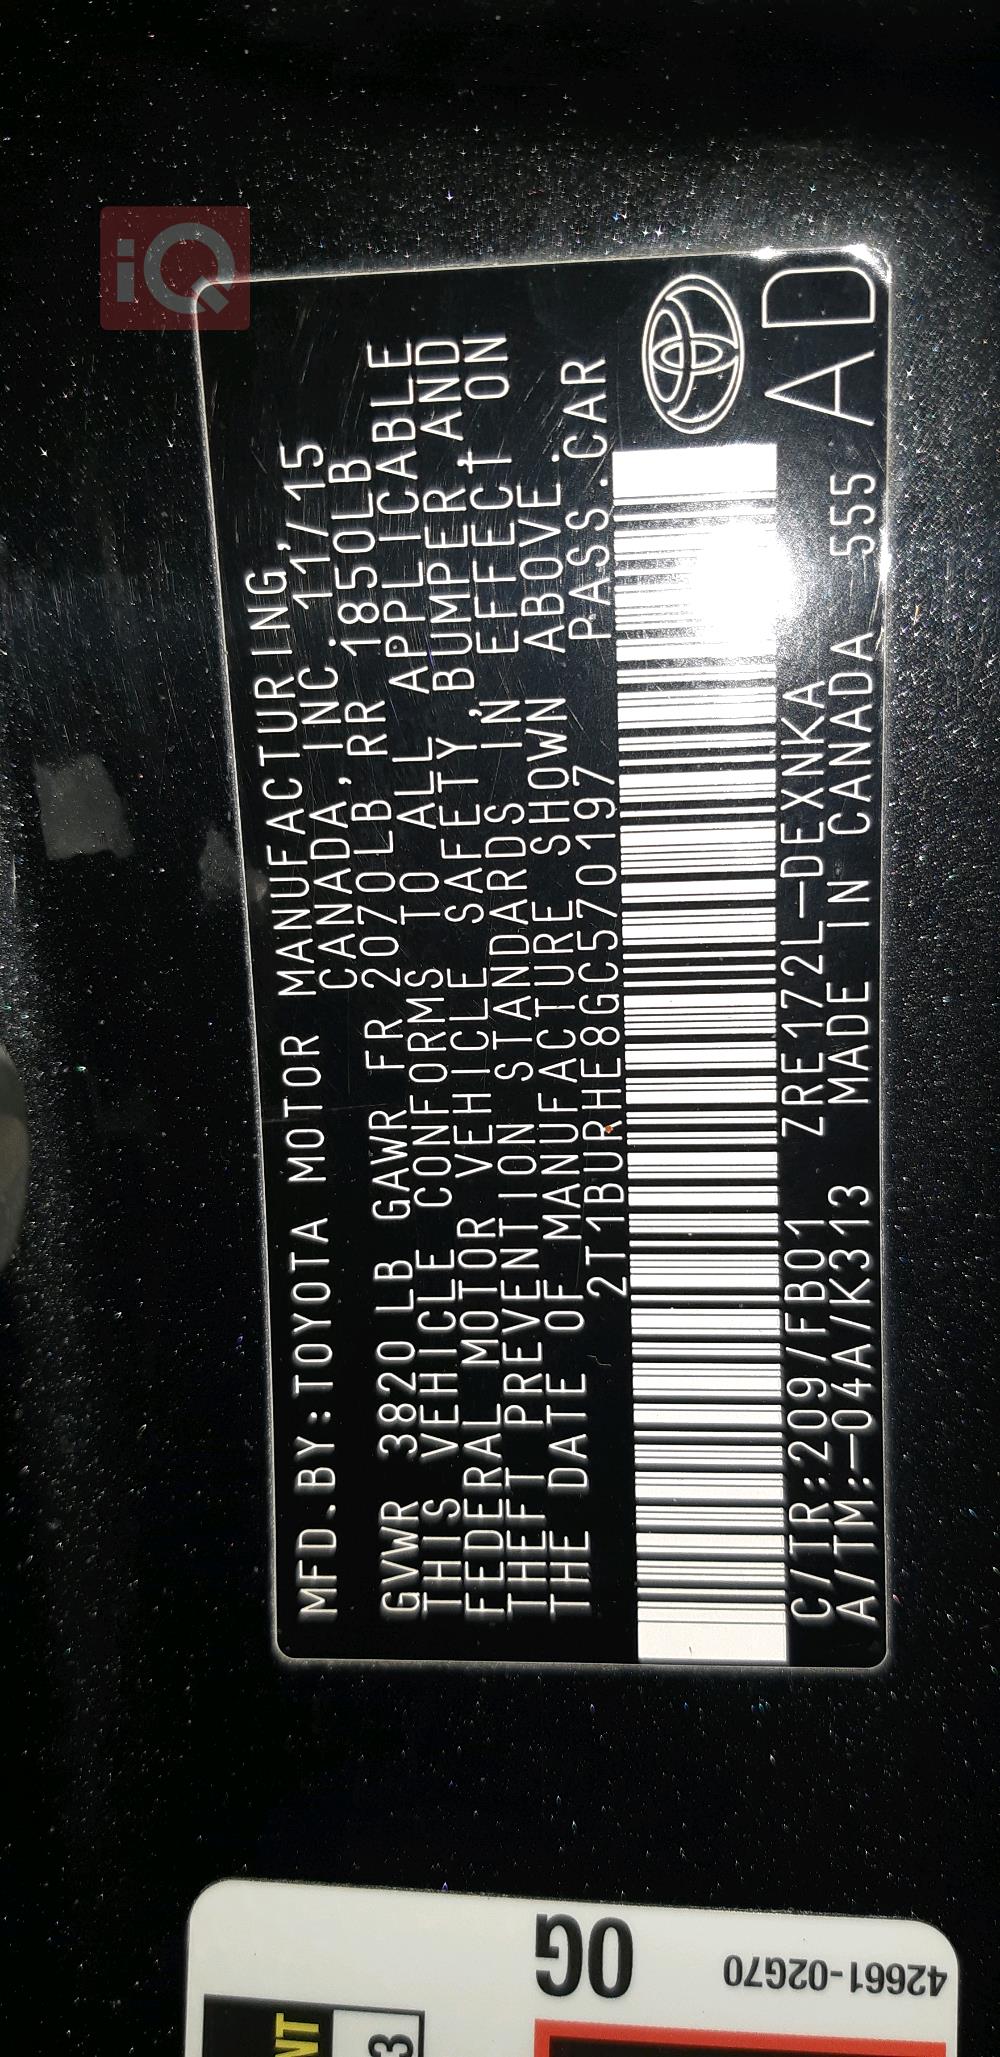 iQ
MFD.BY:TOYOTA MOTOR MANUFACTURING,
CANADA, INC. 11/15
GVWR 3820 LB GAWR FR 2070LB, RR 1850LB
THIS VEHICLE CONFORMS TO ALL APPLICABLE
FEDERAL MOTOR VEHICLE SAFETY, BUMPER, AND
THEFT PREVENTION STANDARDS IN EFFECT ON
THE DATE OF MANUFACTURE SHOWN ABOVE.
2T1BURHE8GC570197 PASS.CAR
C/TR:209/FB01 ZRE172L-DEXNKA
A/TM:-04A/K313 MADE IN CANADA 555 AD
0G
42661-02G70
NT
3